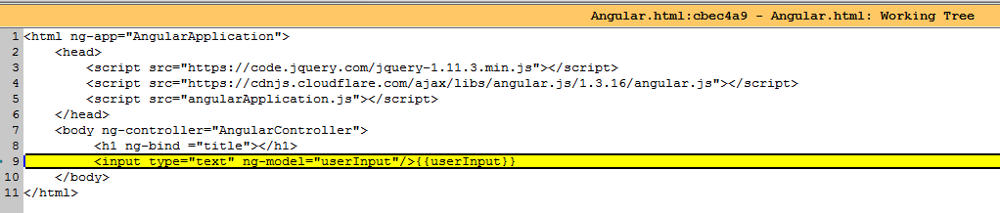 Angular.html:cbec4a9 - Angular.html: Working Tree
1 <html ng-app="AngularApplication">
2     <head>
3         <script src="https://code.jquery.com/jquery-1.11.3.min.js"></script>
4         <script src="https://cdnjs.cloudflare.com/ajax/libs/angular.js/1.3.16/angular.js"></script>
5         <script src="angularApplication.js"></script>
6     </head>
7     <body ng-controller="AngularController">
8          <h1 ng-bind ="title"></h1>
9          <input type="text" ng-model="userInput"/>{{userInput}}
10     </body>
11 </html>